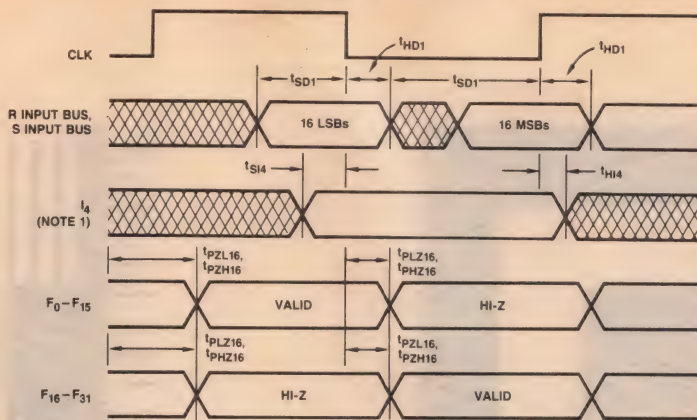 CLK
tHD1
tSD1
tSD1
tHD1
R INPUT BUS,
S INPUT BUS
16 LSBs
16 MSBs
tSI4
tHI4
I4
(NOTE 1)
tPZL16,
tPZH16
tPLZ16,
tPHZ16
F0–F15
VALID
HI-Z
tPLZ16,
tPHZ16
tPZL16,
tPZH16
F16–F31
HI-Z
VALID